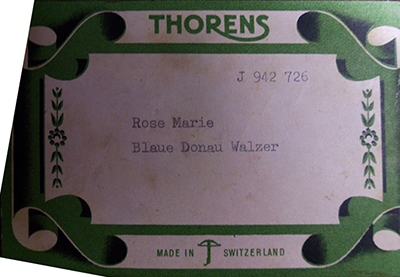 THORENS
J 942 726
Rose Marie
Blaue Donau Walzer
MADE IN SWITZERLAND